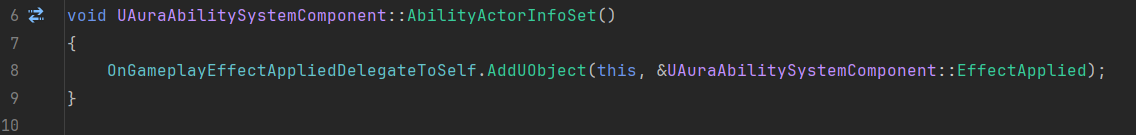 6 void UAuraAbilitySystemComponent::AbilityActorInfoSet()
7 {
8     OnGameplayEffectAppliedDelegateToSelf.AddUObject(this, &UAuraAbilitySystemComponent::EffectApplied);
9 }
10